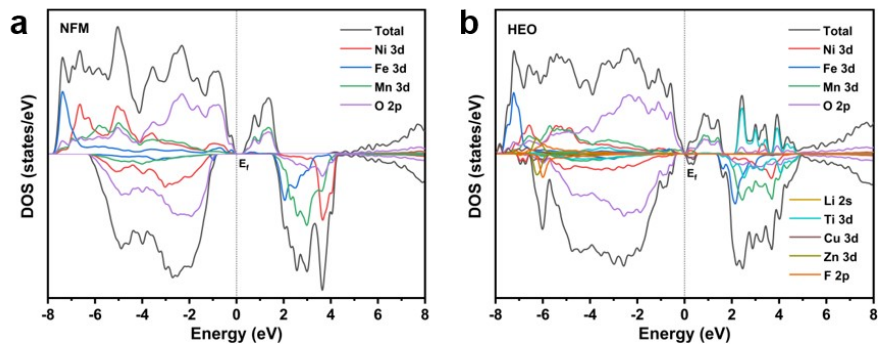 a
NFM
Total
Ni 3d
Fe 3d
Mn 3d
O 2p
DOS (states/eV)
E_f
-8 -6 -4 -2 0 2 4 6 8
Energy (eV)
b
HEO
Total
Ni 3d
Fe 3d
Mn 3d
O 2p
DOS (states/eV)
E_f
Li 2s
Ti 3d
Cu 3d
Zn 3d
F 2p
-8 -6 -4 -2 0 2 4 6 8
Energy (eV)